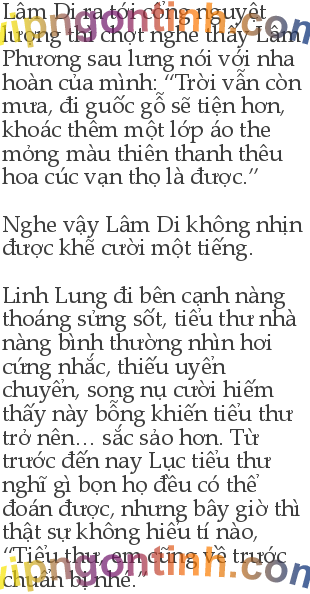 Lâm Di ra tới cổng nguyệt
lượng thì chợt nghe thấy Lâm
Phương sau lưng nói với nha
hoàn của mình: “Trời vẫn còn
mưa, đi guốc gỗ sẽ tiện hơn,
khoác thêm một lớp áo the
mỏng màu thiên thanh thêu
hoa cúc vạn thọ là được.”
Nghe vậy Lâm Di không nhịn
được khẽ cười một tiếng.
Linh Lung đi bên cạnh nàng
thoáng sửng sốt, tiểu thư nhà
nàng bình thường nhìn hơi
cứng nhắc, thiếu uyển
chuyển, song nụ cười hiếm
thấy này bỗng khiến tiểu thư
trở nên… sắc sảo hơn. Từ
trước đến nay Lục tiểu thư
nghĩ gì bọn họ đều có thể
đoán được, nhưng bây giờ thì
thật sự không hiểu tí nào,
“Tiểu thư, em cũng về trước
chuẩn bị nhé.”
vipngontinh.com
vipngontinh.com